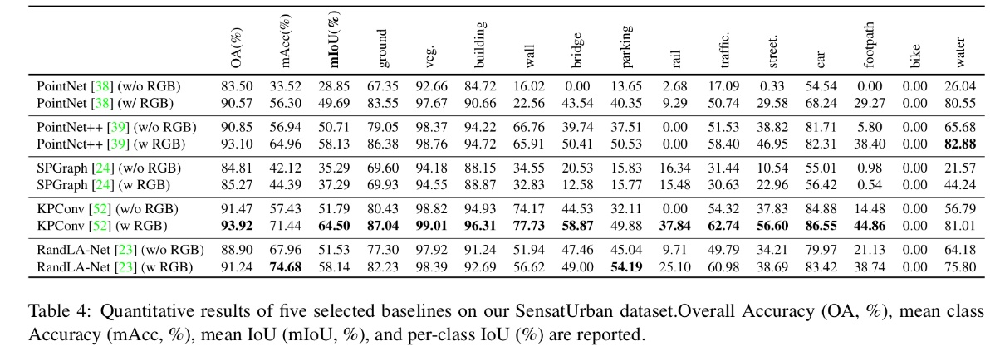 OA(%) mAcc(%) mIoU(%) ground veg. building wall bridge parking rail traffic. street. car footpath bike water
PointNet [38] (w/o RGB) 83.50 33.52 28.85 67.35 92.66 84.72 16.02 0.00 13.65 2.68 17.09 0.33 54.54 0.00 0.00 26.04
PointNet [38] (w/ RGB) 90.57 56.30 49.69 83.55 97.67 90.66 22.56 43.54 40.35 9.29 50.74 29.58 68.24 29.27 0.00 80.55
PointNet++ [39] (w/o RGB) 90.85 56.94 50.71 79.05 98.37 94.22 66.76 39.74 37.51 0.00 51.53 38.82 81.71 5.80 0.00 65.68
PointNet++ [39] (w RGB) 93.10 64.96 58.13 86.38 98.76 94.72 65.91 50.41 50.53 0.00 58.40 46.95 82.31 38.40 0.00 82.88
SPGraph [24] (w/o RGB) 84.81 42.12 35.29 69.60 94.18 88.15 34.55 20.53 15.83 16.34 31.44 10.54 55.01 0.98 0.00 21.57
SPGraph [24] (w RGB) 85.27 44.39 37.29 69.93 94.55 88.87 32.83 12.58 15.77 15.48 30.63 22.96 56.42 0.54 0.00 44.24
KPConv [52] (w/o RGB) 91.47 57.43 51.79 80.43 98.82 94.93 74.17 44.53 32.11 0.00 54.32 37.83 84.88 14.48 0.00 56.79
KPConv [52] (w RGB) 93.92 71.44 64.50 87.04 99.01 96.31 77.73 58.87 49.88 37.84 62.74 56.60 86.55 44.86 0.00 81.01
RandLA-Net [23] (w/o RGB) 88.90 67.96 51.53 77.30 97.92 91.24 51.94 47.46 45.04 9.71 49.79 34.21 79.97 21.13 0.00 64.18
RandLA-Net [23] (w RGB) 91.24 74.68 58.14 82.23 98.39 92.69 56.62 49.00 54.19 25.10 60.98 38.69 83.42 38.74 0.00 75.80
Table 4: Quantitative results of five selected baselines on our SensatUrban dataset.Overall Accuracy (OA, %), mean class
Accuracy (mAcc, %), mean IoU (mIoU, %), and per-class IoU (%) are reported.